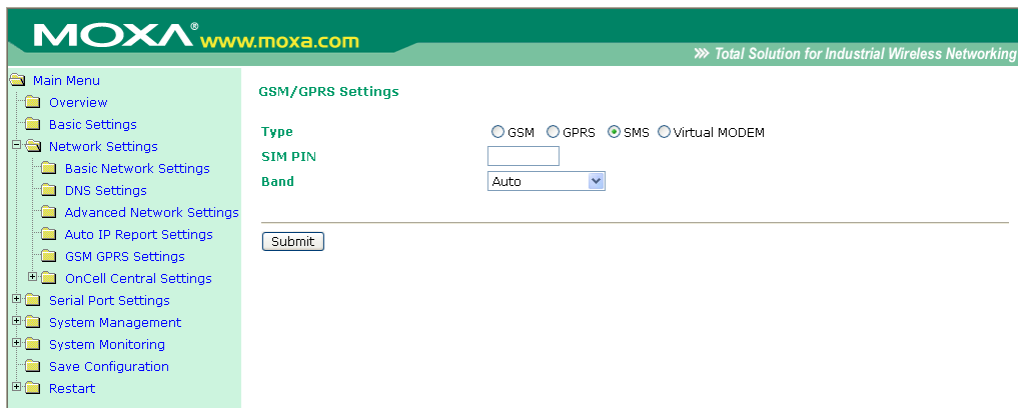 MOXA® www.moxa.com
Total Solution for Industrial Wireless Networking
Main Menu
Overview
Basic Settings
Network Settings
Basic Network Settings
DNS Settings
Advanced Network Settings
Auto IP Report Settings
GSM GPRS Settings
OnCell Central Settings
Serial Port Settings
System Management
System Monitoring
Save Configuration
Restart
GSM/GPRS Settings
Type GSM GPRS SMS Virtual MODEM
SIM PIN
Band Auto
Submit